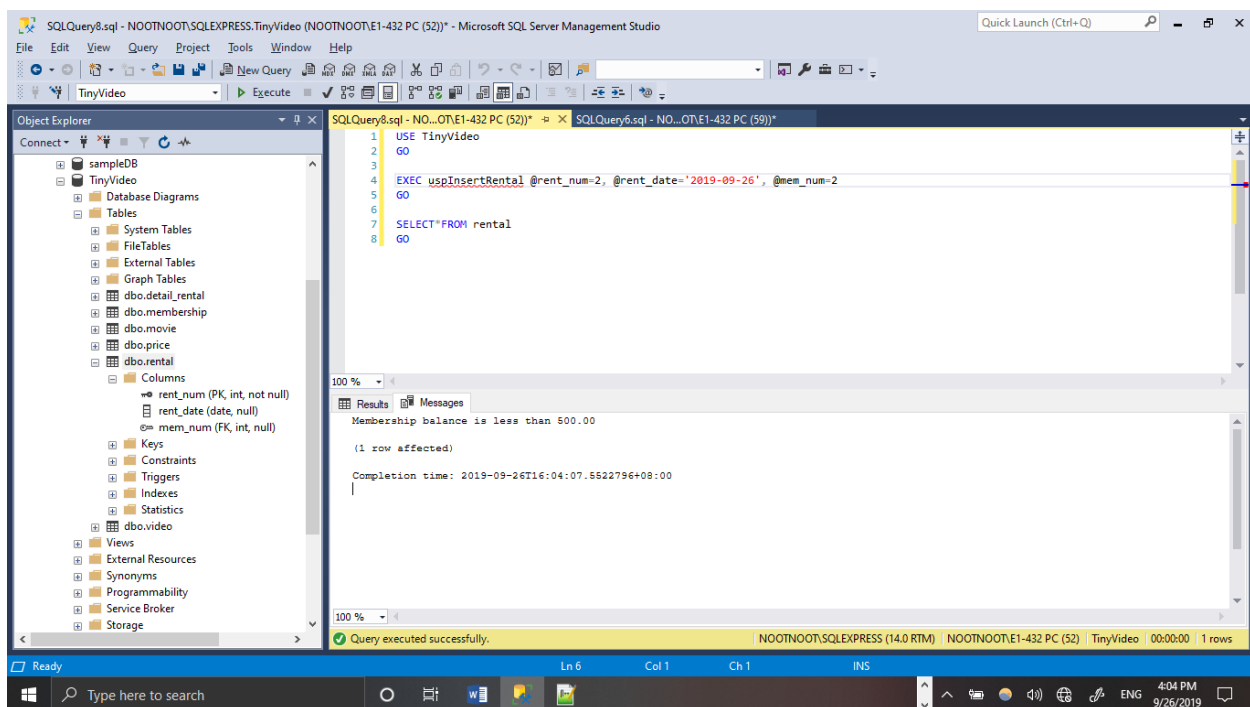 SQLQuery8.sql - NOOTNOOT\SQLEXPRESS.TinyVideo (NOOTNOOT\E1-432 PC (52))* - Microsoft SQL Server Management Studio
Quick Launch (Ctrl+Q)
File Edit View Query Project Tools Window Help
New Query
MDX DMX XMLA DAX
TinyVideo
Execute
Object Explorer
Connect
sampleDB
TinyVideo
Database Diagrams
Tables
System Tables
FileTables
External Tables
Graph Tables
dbo.detail_rental
dbo.membership
dbo.movie
dbo.price
dbo.rental
Columns
rent_num (PK, int, not null)
rent_date (date, null)
mem_num (FK, int, null)
Keys
Constraints
Triggers
Indexes
Statistics
dbo.video
Views
External Resources
Synonyms
Programmability
Service Broker
Storage
SQLQuery8.sql - NO...OT\E1-432 PC (52))*
SQLQuery6.sql - NO...OT\E1-432 PC (59))*
1 USE TinyVideo
2 GO
3
4 EXEC uspInsertRental @rent_num=2, @rent_date='2019-09-26', @mem_num=2
5 GO
6
7 SELECT*FROM rental
8 GO
100 %
Results Messages
Membership balance is less than 500.00
(1 row affected)
Completion time: 2019-09-26T16:04:07.5522796+08:00
100 %
Query executed successfully.
NOOTNOOT\SQLEXPRESS (14.0 RTM) NOOTNOOT\E1-432 PC (52) TinyVideo 00:00:00 1 rows
Ready Ln 6 Col 1 Ch 1 INS
Type here to search
ENG
4:04 PM
9/26/2019